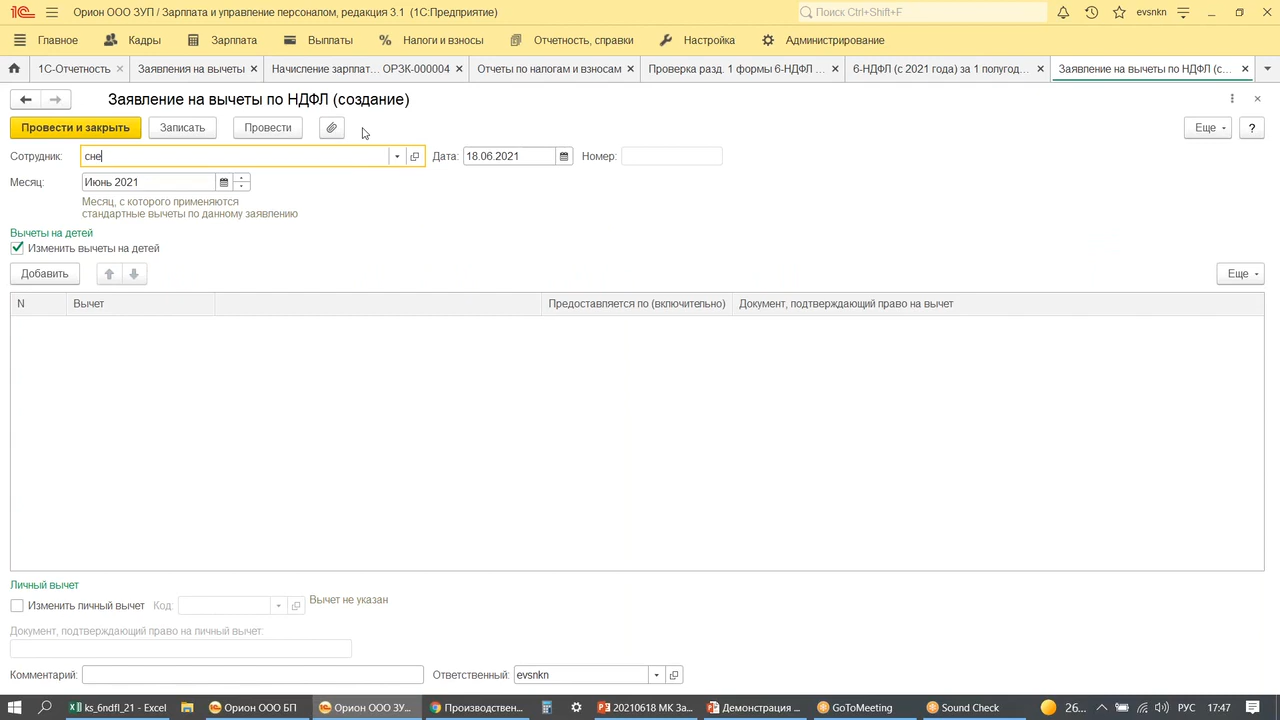 Орион ООО ЗУП / Зарплата и управление персоналом, редакция 3.1 (1С:Предприятие)
Поиск Ctrl+Shift+F
evsnkn
Главное Кадры Зарплата Выплаты Налоги и взносы Отчетность, справки Настройка Администрирование
1С-Отчетность Заявления на вычеты Начисление зарплат... ОРЗК-000004 Отчеты по налогам и взносам Проверка разд. 1 формы 6-НДФЛ ... 6-НДФЛ (с 2021 года) за 1 полугод... Заявление на вычеты по НДФЛ (с...
Заявление на вычеты по НДФЛ (создание)
Провести и закрыть Записать Провести Еще ?
Сотрудник: сне Дата: 18.06.2021 Номер:
Месяц: Июнь 2021
Месяц, с которого применяются
стандартные вычеты по данному заявлению
Вычеты на детей
Изменить вычеты на детей
Добавить Еще
N Вычет Предоставляется по (включительно) Документ, подтверждающий право на вычет
Личный вычет
Изменить личный вычет Код: Вычет не указан
Документ, подтверждающий право на личный вычет:
Комментарий: Ответственный: evsnkn
ks_6ndfl_21 - Excel Орион ООО БП Орион ООО ЗУ... Производствен... 20210618 МК За... Демонстрация ... GoToMeeting Sound Check 26... РУС 17:47